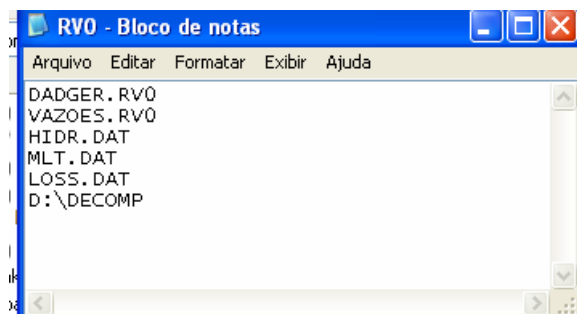 RV0 - Bloco de notas
Arquivo Editar Formatar Exibir Ajuda
DADGER.RV0
VAZOES.RV0
HIDR.DAT
MLT.DAT
LOSS.DAT
D:\DECOMP